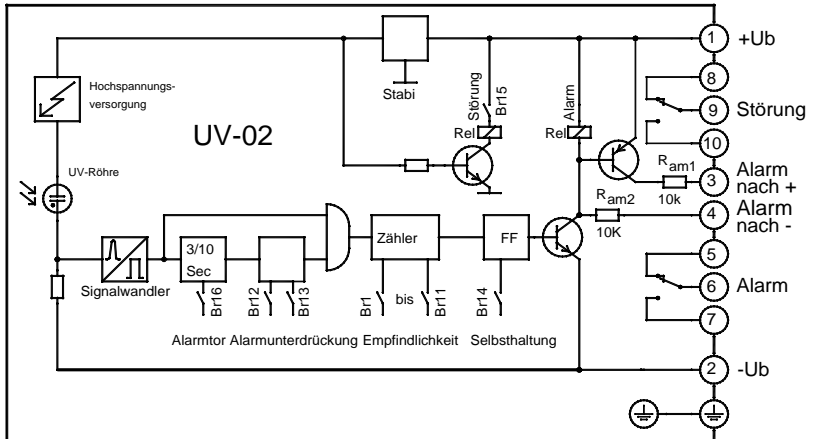 1 +Ub
8
Hochspannungs-
versorgung
Stabi
Störung
Br15
Alarm
9 Störung
UV-02
Rel
Rel
10
UV-Röhre
Ram1
10k
3 Alarm
nach +
Ram2
10K
4 Alarm
nach -
3/10
Sec
Zähler
FF
5
Signalwandler
Br16
Br12
Br13
Br1
bis
Br11
Br14
6 Alarm
7
Alarmtor Alarmunterdrückung Empfindlichkeit Selbsthaltung
2 -Ub